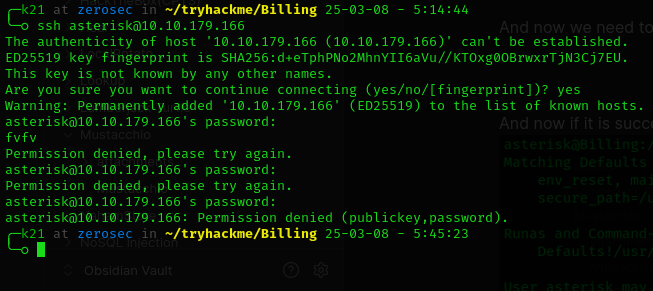 ╭─k21 at zerosec in ~/tryhackme/Billing 25-03-08 - 5:14:44
╰─○ ssh asterisk@10.10.179.166
The authenticity of host '10.10.179.166 (10.10.179.166)' can't be established.
ED25519 key fingerprint is SHA256:d+eTphPNo2MhnYII6aVu//KTOxg0OBrwxrTjN3Cj7EU.
This key is not known by any other names.
Are you sure you want to continue connecting (yes/no/[fingerprint])? yes
Warning: Permanently added '10.10.179.166' (ED25519) to the list of known hosts.
asterisk@10.10.179.166's password:
fvfv
Permission denied, please try again.
asterisk@10.10.179.166's password:
Permission denied, please try again.
asterisk@10.10.179.166's password:
asterisk@10.10.179.166: Permission denied (publickey,password).
╭─k21 at zerosec in ~/tryhackme/Billing 25-03-08 - 5:45:23
╰─○
Mustacchio
NoSQL Injection
Obsidian Vault
And now we need to
And now if it is succe
asterisk@Billing:/
Matching Defaults
env_reset, mai
secure_path=/u
Runas and Command-
Defaults!/usr/
User asterisk may